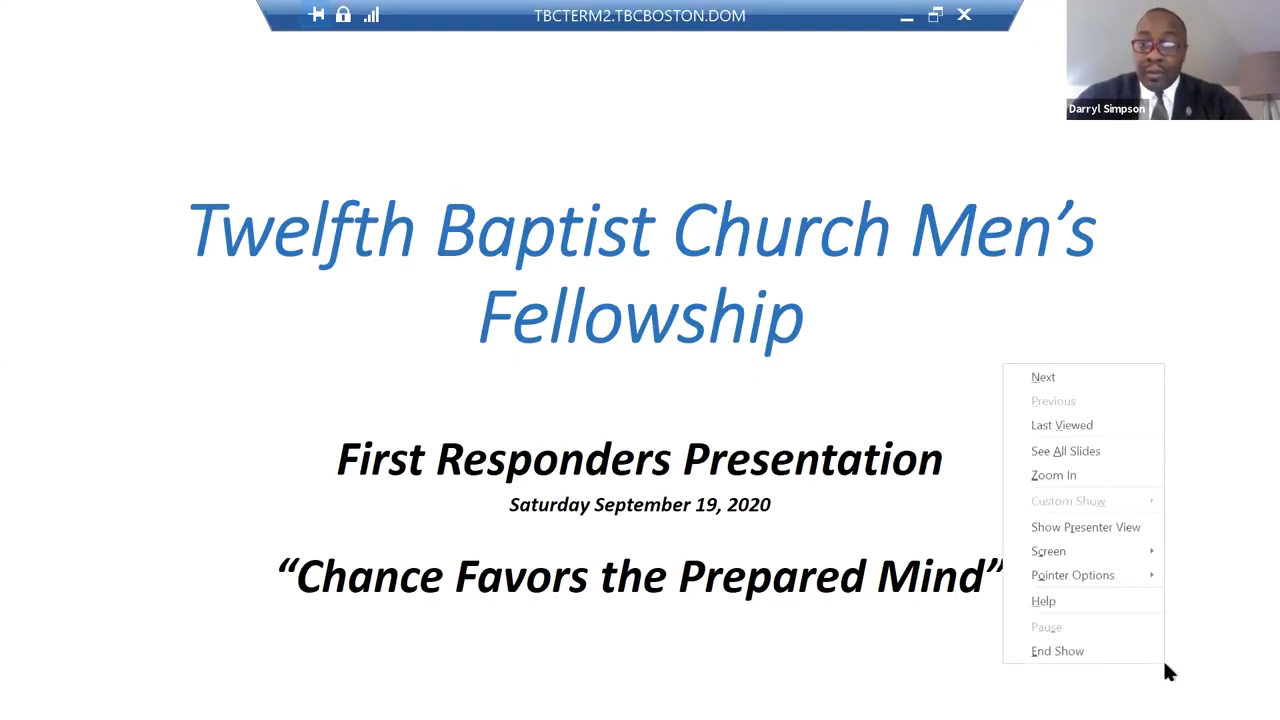 TBCTERM2.TBCBOSTON.DOM
Darryl Simpson
Twelfth Baptist Church Men’s
Fellowship
First Responders Presentation
Saturday September 19, 2020
“Chance Favors the Prepared Mind”
Next
Previous
Last Viewed
See All Slides
Zoom In
Custom Show
Show Presenter View
Screen
Pointer Options
Help
Pause
End Show